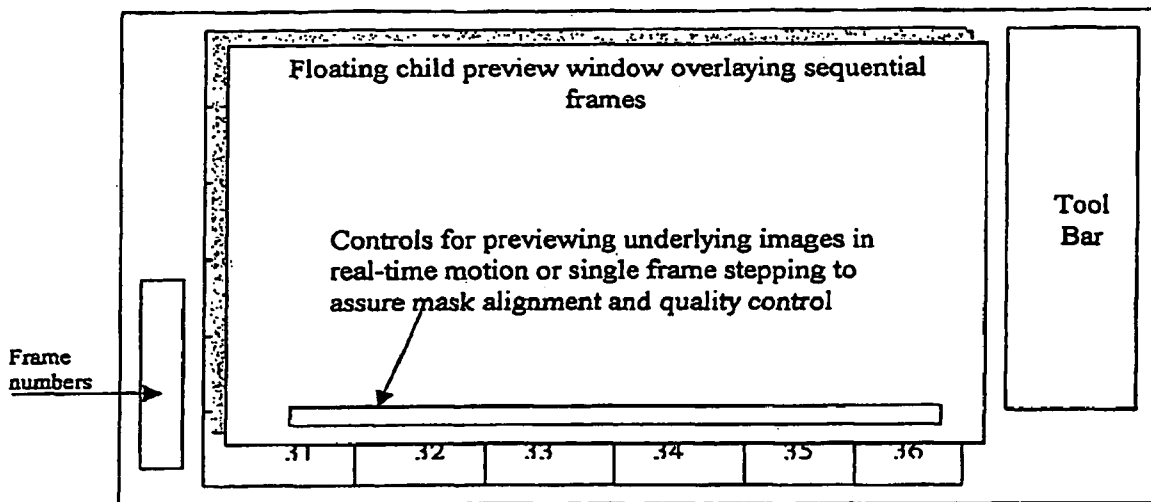 Floating child preview window overlaying sequential
frames
Tool
Bar
Controls for previewing underlying images in
real-time motion or single frame stepping to
assure mask alignment and quality control
Frame
numbers
31 32 33 34 35 36